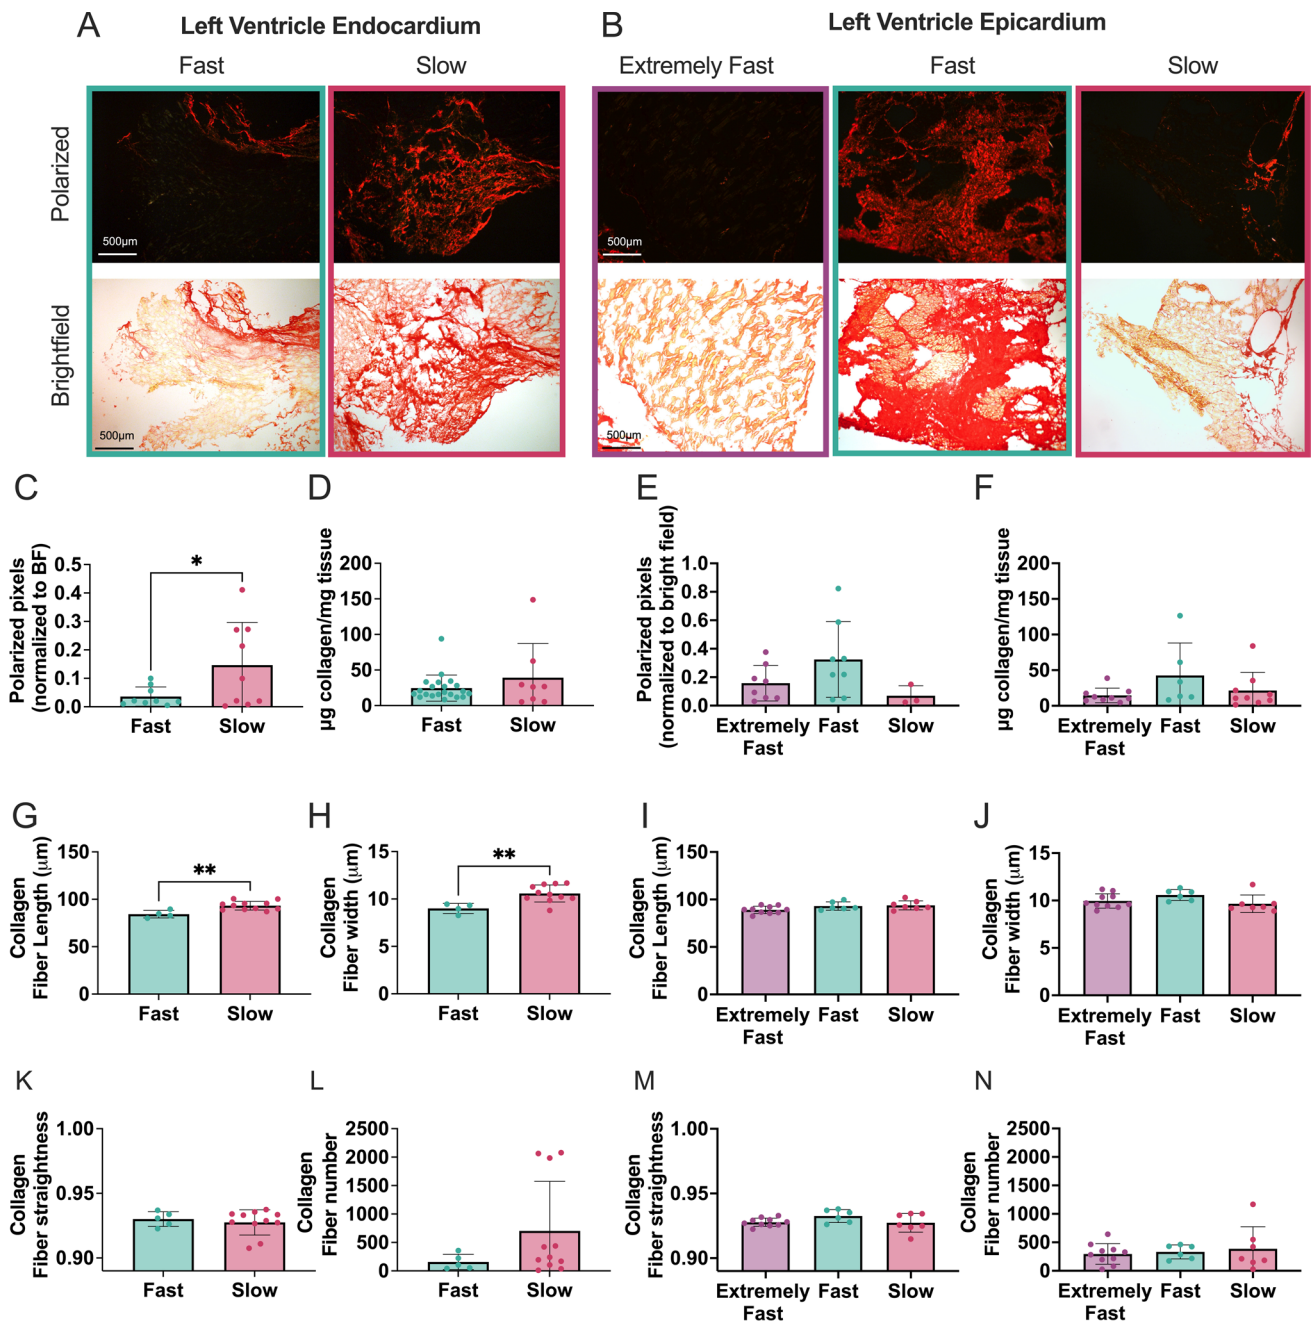 A Left Ventricle Endocardium
B Left Ventricle Epicardium
Fast Slow
Extremely Fast Fast Slow
Polarized
500µm
500µm
Brightfield
500µm
500µm
C
Polarized pixels
(normalized to BF)
0.5
0.4
0.3
0.2
0.1
0.0
*
Fast Slow
D
µg collagen/mg tissue
200
150
100
50
0
Fast Slow
E
Polarized pixels
(normalized to bright field)
1.0
0.8
0.6
0.4
0.2
0.0
Extremely Fast Slow
Fast
F
µg collagen/mg tissue
200
150
100
50
0
Extremely Fast Slow
Fast
G
Collagen
Fiber Length (µm)
150
100
50
0
**
Fast Slow
H
Collagen
Fiber width (µm)
15
10
5
0
**
Fast Slow
I
Collagen
Fiber Length (µm)
150
100
50
0
Extremely Fast Slow
Fast
J
Collagen
Fiber width (µm)
15
10
5
0
Extremely Fast Slow
Fast
K
Collagen
Fiber straightness
1.00
0.95
0.90
Fast Slow
L
Collagen
Fiber number
2500
2000
1500
1000
500
0
Fast Slow
M
Collagen
Fiber straightness
1.00
0.95
0.90
Extremely Fast Slow
Fast
N
Collagen
Fiber number
2500
2000
1500
1000
500
0
Extremely Fast Slow
Fast